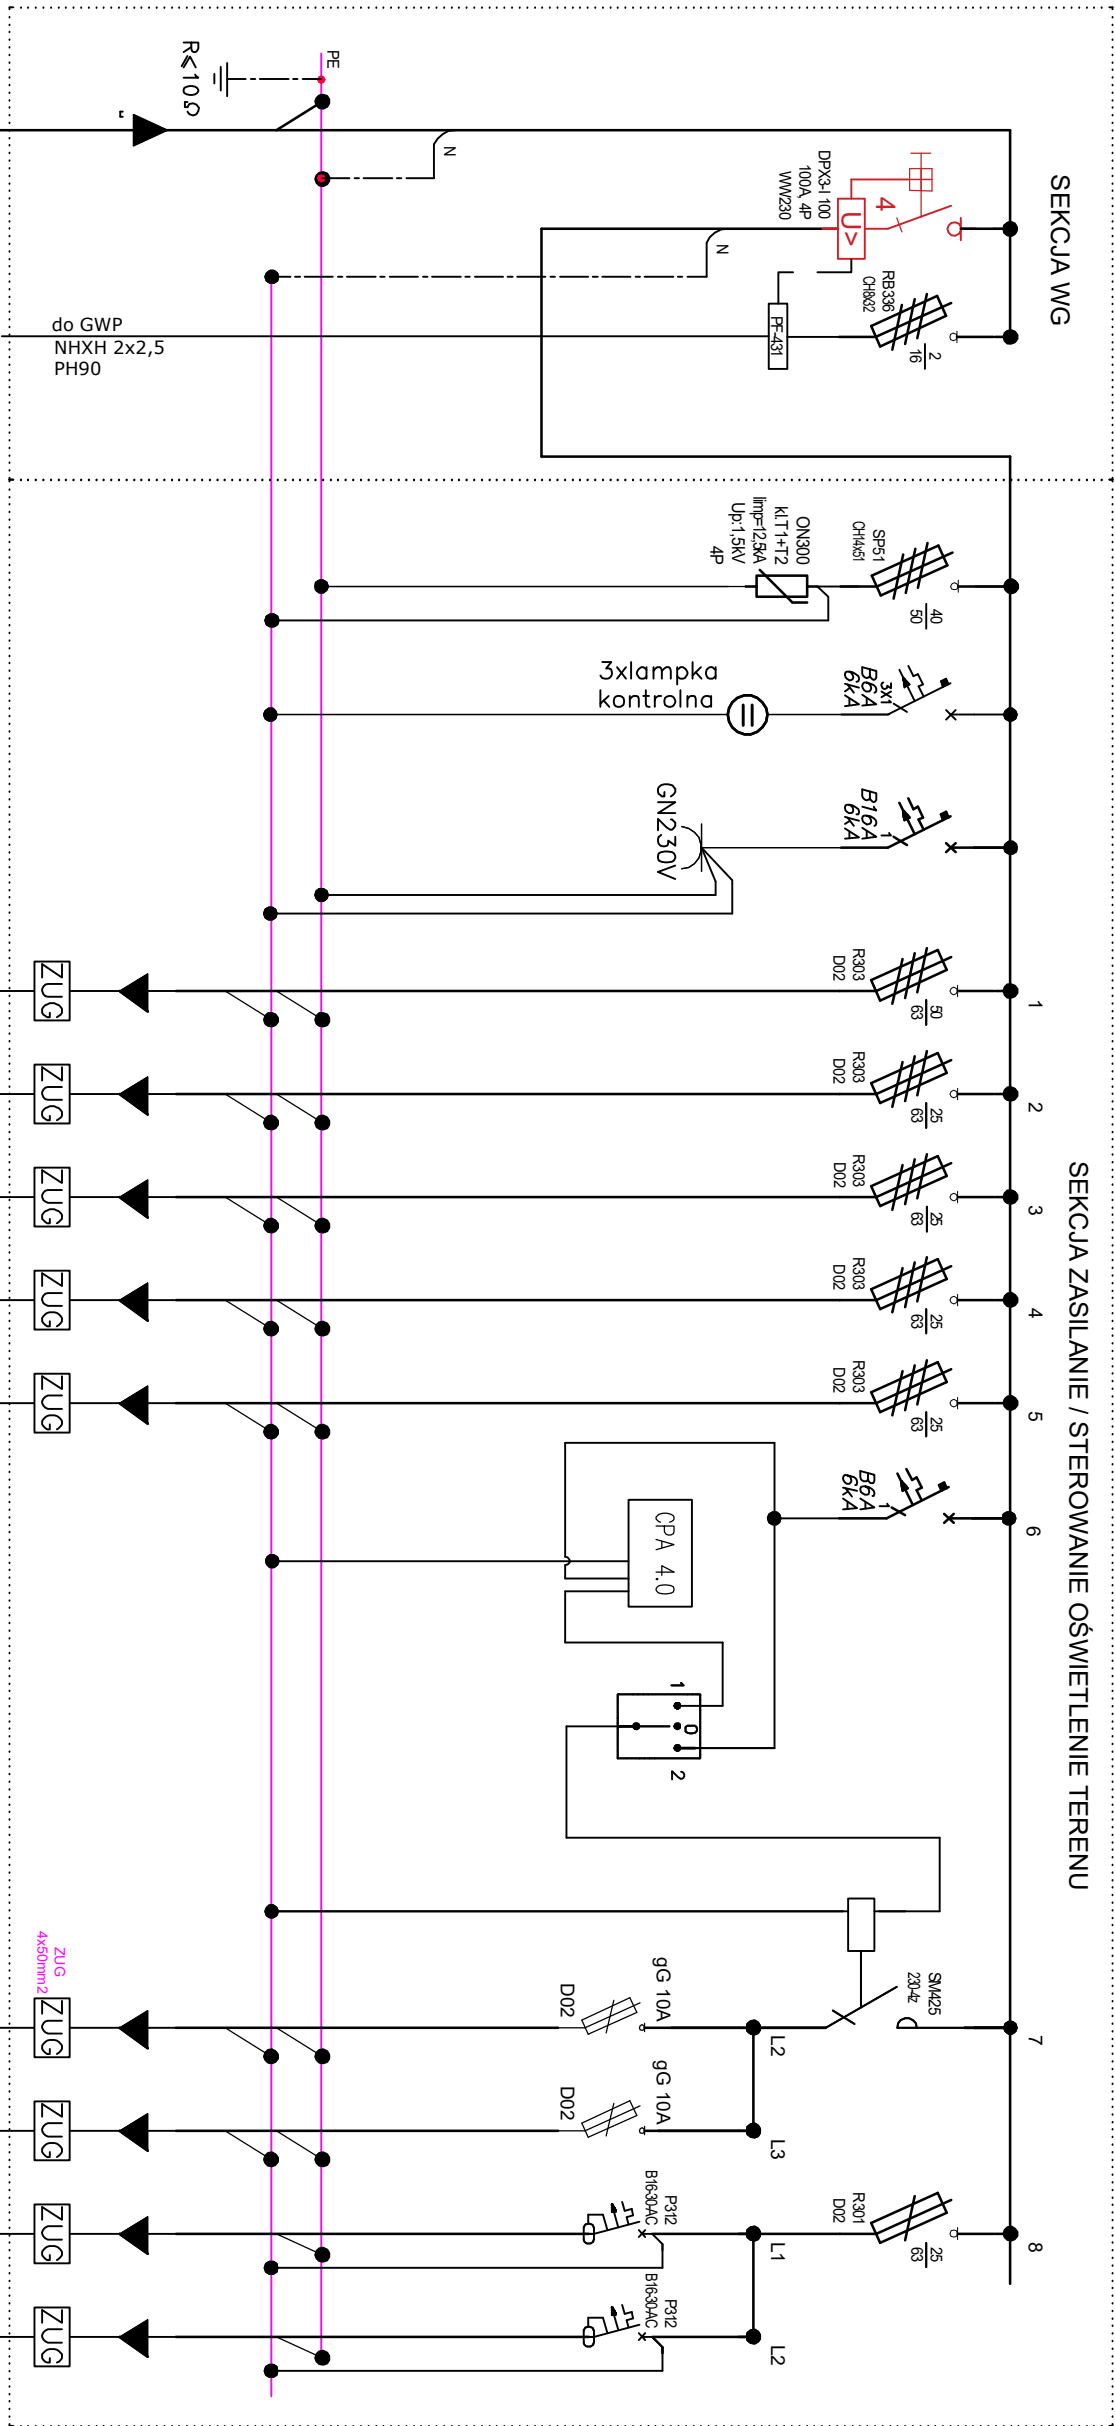 SEKCJA WG
PE
R≤10Ω
N
DPX3-I 100
100A, 4P
WW230
4
U>
N
RB336
CH8x32
2
16
PF-431
do GWP
NHXH 2x2,5
PH90
SEKCJA ZASILANIE / STEROWANIE OŚWIETLENIE TERENU
SP51
CH14x51
40
50
ON300
kl.T1+T2
Iimp=12,5kA
Up:1,5kV
4P
3x1
B6A
6kA
3xlampka
kontrolna
1
B16A
6kA
GN230V
1
R303
D02
50
63
ZUG
2
R303
D02
25
63
ZUG
3
R303
D02
25
63
ZUG
4
R303
D02
25
63
ZUG
5
R303
D02
25
63
ZUG
6
1
B6A
6kA
CPA 4.0
1
0
2
7
SM425
230-4z
L2
gG 10A
D02
ZUG
4x50mm2
ZUG
L3
gG 10A
D02
ZUG
8
R301
D02
25
63
L1
P312
B16-30-AC
ZUG
L2
P312
B16-30-AC
ZUG